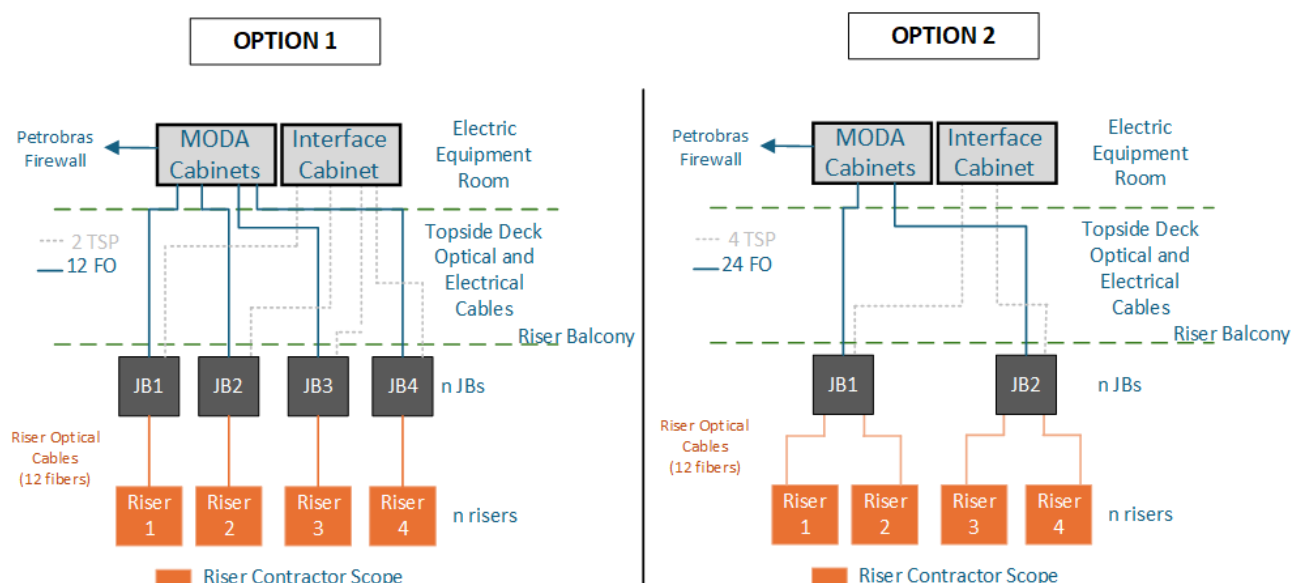 OPTION 1
Petrobras
Firewall
MODA
Cabinets
Interface
Cabinet
Electric
Equipment
Room
2 TSP
12 FO
Topside Deck
Optical and
Electrical
Cables
Riser Balcony
JB1
JB2
JB3
JB4
n JBs
Riser Optical
Cables
(12 fibers)
Riser
1
Riser
2
Riser
3
Riser
4
n risers
Riser Contractor Scope
OPTION 2
Petrobras
Firewall
MODA
Cabinets
Interface
Cabinet
Electric
Equipment
Room
4 TSP
24 FO
Topside Deck
Optical and
Electrical
Cables
Riser Balcony
JB1
JB2
n JBs
Riser Optical
Cables
(12 fibers)
Riser
1
Riser
2
Riser
3
Riser
4
n risers
Riser Contractor Scope